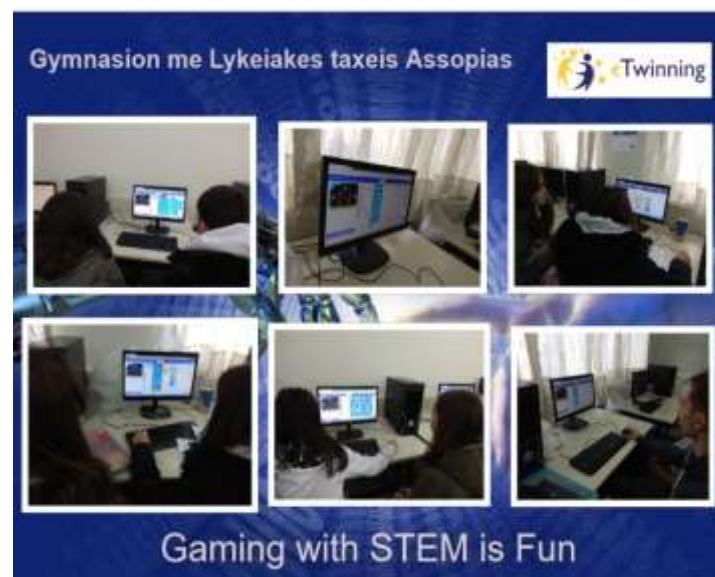 Gymnasion me Lykeiakes taxeis Assopias
eTwinning
Gaming with STEM is Fun